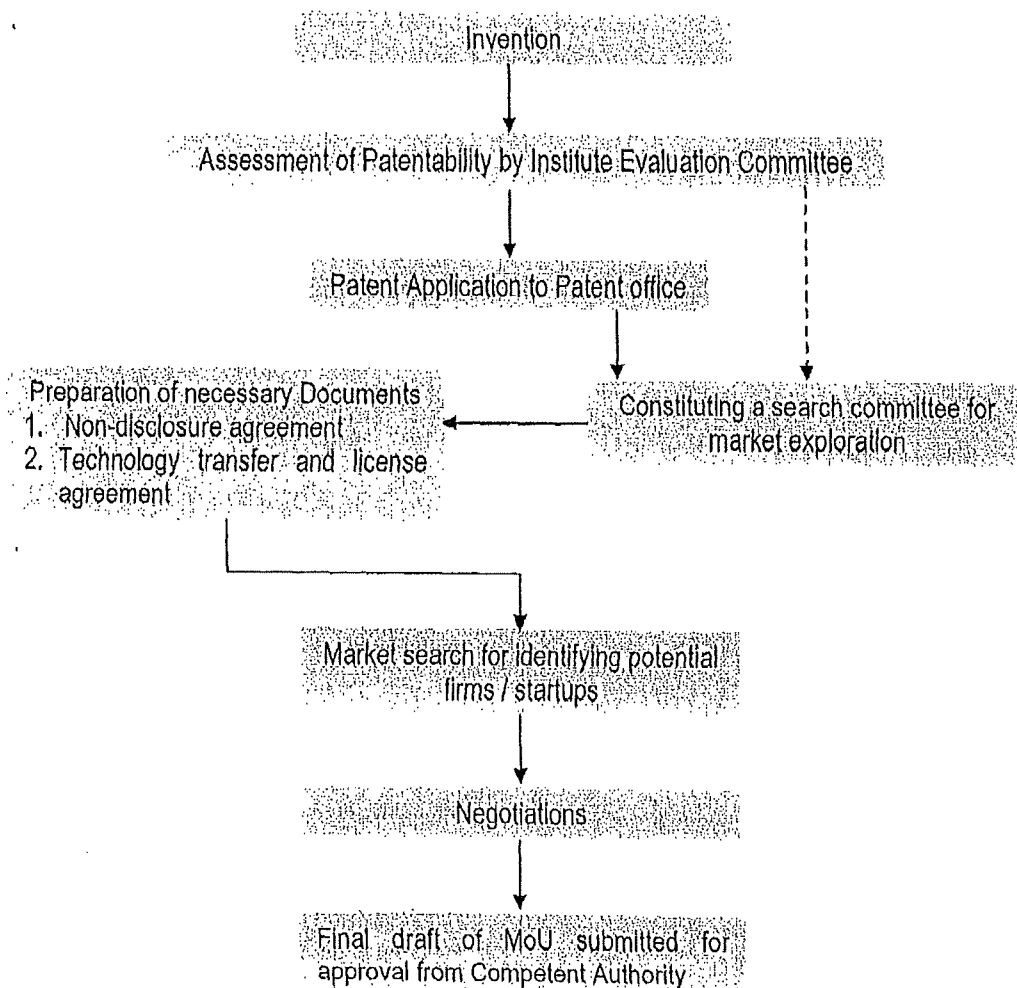 Invention
Assessment of Patentability by Institute Evaluation Committee
Patent Application to Patent office
Preparation of necessary Documents
1. Non-disclosure agreement
2. Technology transfer and license
agreement
Constituting a search committee for
market exploration
Market search for identifying potential
firms / startups
Negotiations
Final draft of MoU submitted for
approval from Competent Authority